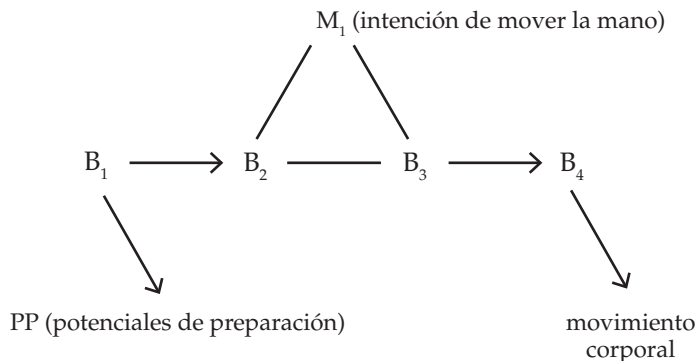 M₁ (intención de mover la mano)
B₁ B₂ B₃ B₄
PP (potenciales de preparación)
movimiento
corporal